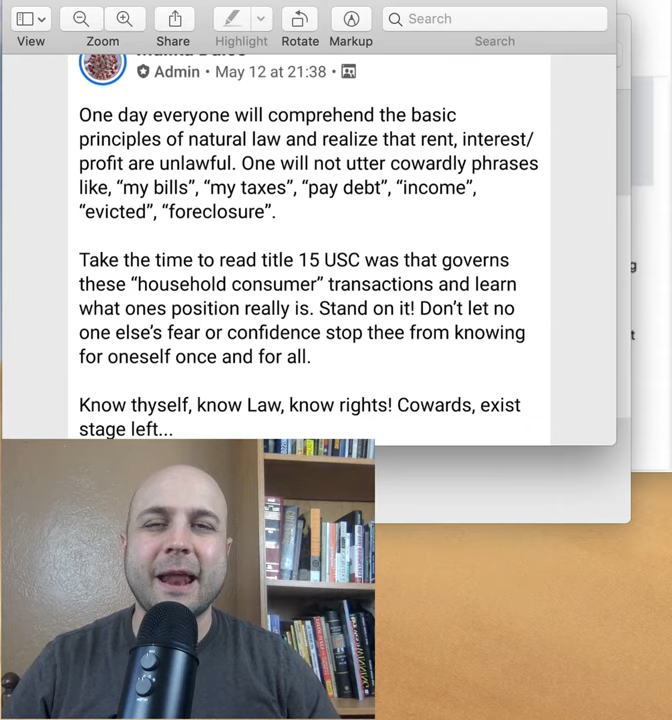 Search
View
Zoom
Share
Highlight
Rotate
Markup
Search
Admin • May 12 at 21:38 •
One day everyone will comprehend the basic
principles of natural law and realize that rent, interest/
profit are unlawful. One will not utter cowardly phrases
like, “my bills”, “my taxes”, “pay debt”, “income”,
“evicted”, “foreclosure”.
Take the time to read title 15 USC was that governs
these “household consumer” transactions and learn
what ones position really is. Stand on it! Don’t let no
one else’s fear or confidence stop thee from knowing
for oneself once and for all.
Know thyself, know Law, know rights! Cowards, exist
stage left...